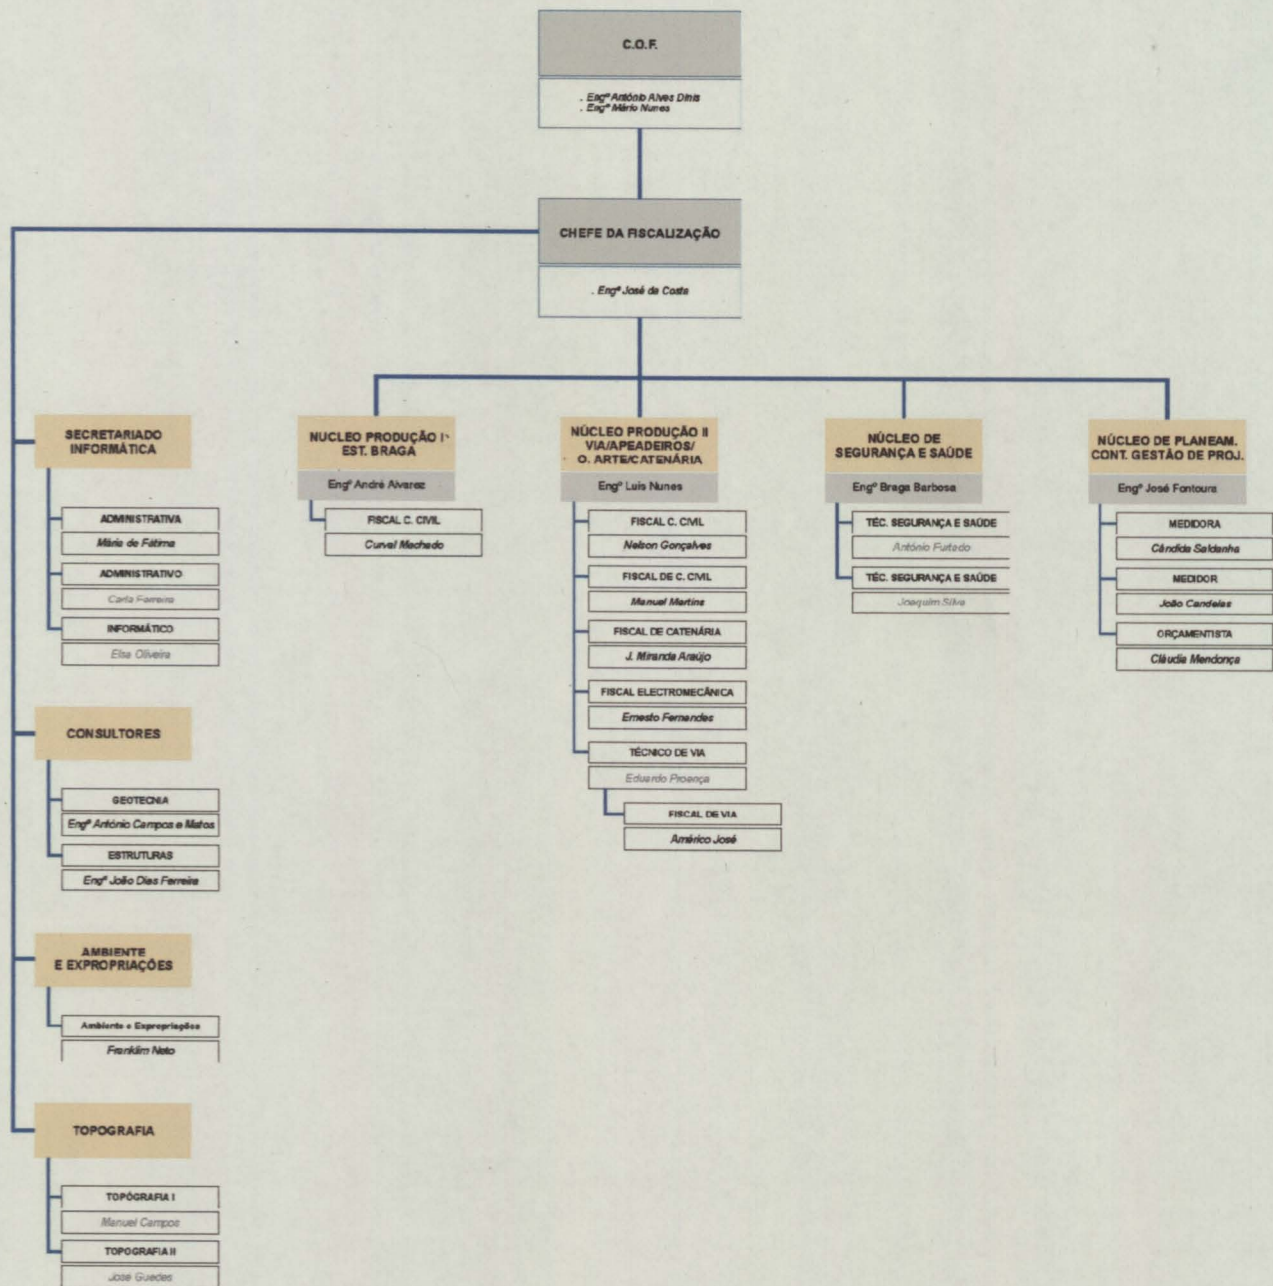 C.O.F.
. Engº António Alves Dinis
. Engº Mário Nunes
CHEFE DA FISCALIZAÇÃO
. Engº José da Costa
SECRETARIADO
INFORMÁTICA
ADMINISTRATIVA
Mária de Fátima
ADMINISTRATIVO
Carla Ferreira
INFORMÁTICO
Elsa Oliveira
CONSULTORES
GEOTECNIA
Engº António Campos e Matos
ESTRUTURAS
Engº João Dias Ferreira
AMBIENTE
E EXPROPRIAÇÕES
Ambiente e Expropriações
Franklim Neto
TOPOGRAFIA
TOPÓGRAFIA I
Manuel Campos
TOPOGRAFIA II
José Guedes
NUCLEO PRODUÇÃO I
EST. BRAGA
Engº André Alvarez
FISCAL C. CIVIL
Curval Machado
NÚCLEO PRODUÇÃO II
VIA/APEADEIROS/
O. ARTE/CATENÁRIA
Engº Luis Nunes
FISCAL C. CIVIL
Nelson Gonçalves
FISCAL DE C. CIVIL
Manuel Martins
FISCAL DE CATENÁRIA
J. Miranda Araújo
FISCAL ELECTROMECÂNICA
Ernesto Fernandes
TÉCNICO DE VIA
Eduardo Proença
FISCAL DE VIA
Américo José
NÚCLEO DE
SEGURANÇA E SAÚDE
Engº Braga Barbosa
TÉC. SEGURANÇA E SAÚDE
António Furtado
TÉC. SEGURANÇA E SAÚDE
Joaquim Silva
NÚCLEO DE PLANEAM.
CONT. GESTÃO DE PROJ.
Engº José Fontoura
MEDIDORA
Cândida Saldanha
MEDIDOR
João Candeias
ORÇAMENTISTA
Cláudia Mendonça